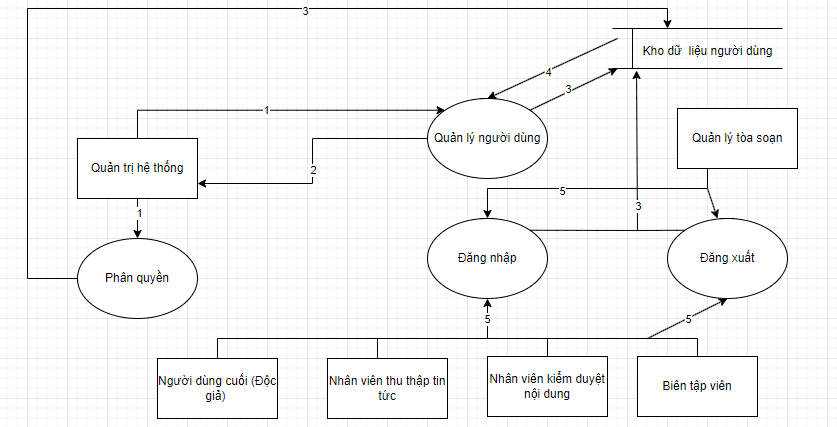 3
Kho dữ liệu người dùng
4
3
1
Quản lý người dùng
Quản lý tòa soạn
Quản trị hệ thống
2
5
1
3
Phân quyền
Đăng nhập
Đăng xuất
5
5
Người dùng cuối (Độc
giả)
Nhân viên thu thập tin
tức
Nhân viên kiểm duyệt
nội dung
Biên tập viên